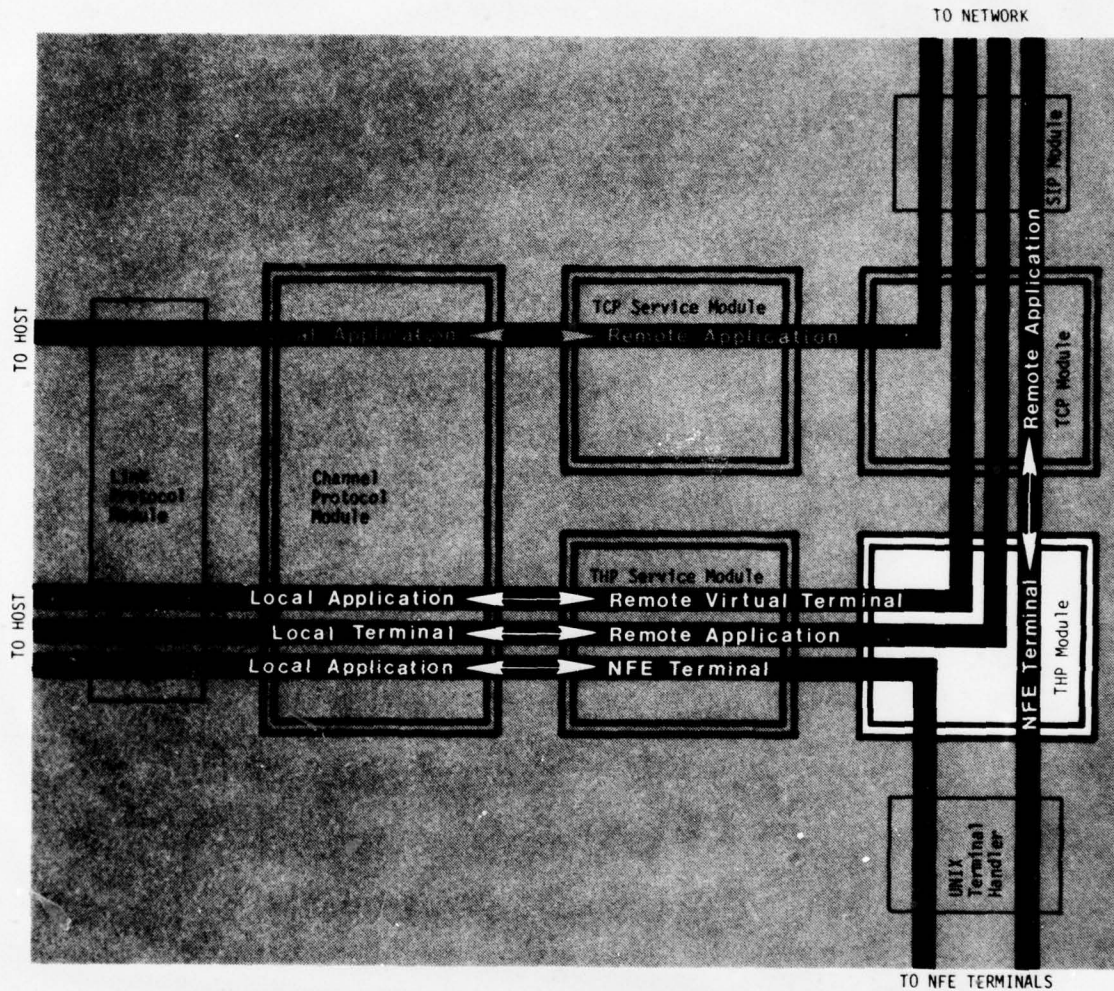 TO NETWORK
SIP Module
TO HOST
TCP Service Module
al Application
Remote Application
Remote Application
TCP Module
Link
Protocol
Module
Channel
Protocol
Module
THP Service Module
TO HOST
Local Application
Remote Virtual Terminal
Local Terminal
Remote Application
Local Application
NFE Terminal
NFE Terminal
THP Module
UNIX
Terminal
Handler
TO NFE TERMINALS